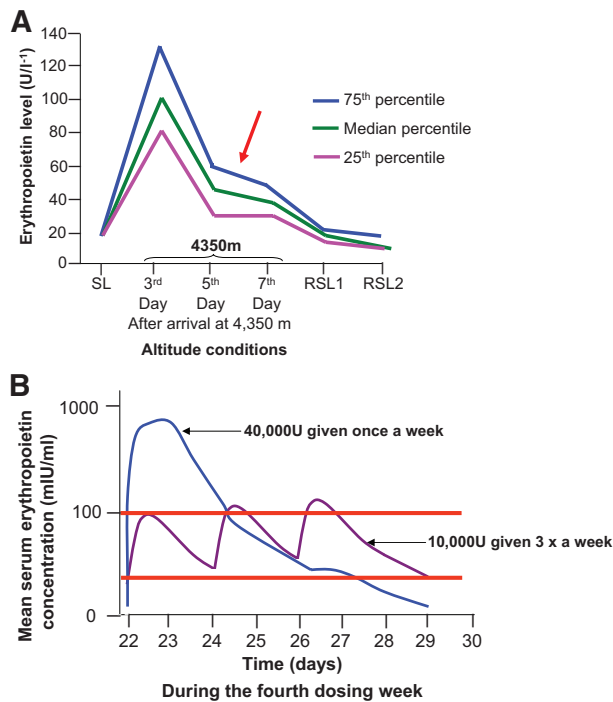 A
Erythropoietin level (U/l-1)
140
120
100
80
60
40
20
0
75th percentile
Median percentile
25th percentile
4350m
SL
3rd
Day
5th
Day
7th
Day
RSL1
RSL2
After arrival at 4,350 m
Altitude conditions
B
Mean serum erythropoietin
concentration (mIU/ml)
1000
100
0
40,000U given once a week
10,000U given 3 x a week
22 23 24 25 26 27 28 29 30
Time (days)
During the fourth dosing week